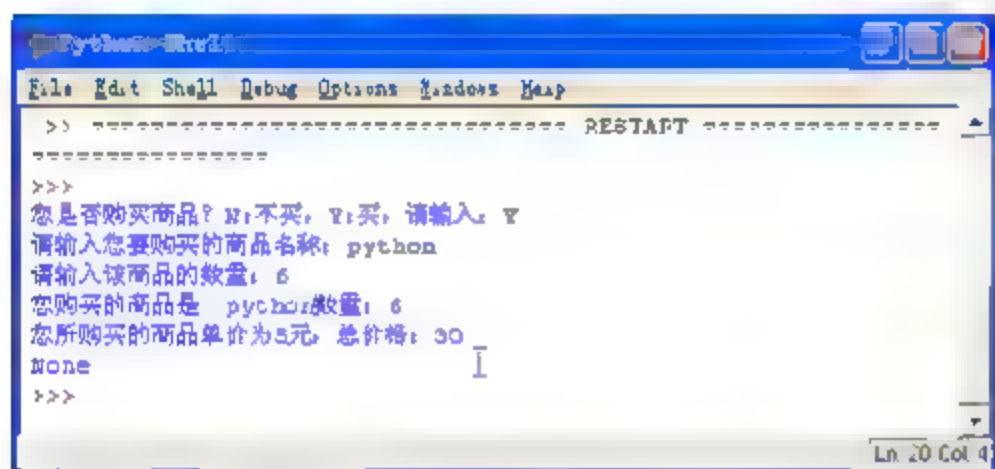 Python Shell
File Edit Shell Debug Options Windows Help
>> ================================ RESTART ================
================
>>>
您是否购买商品? N:不买, Y:买, 请输入: Y
请输入您要购买的商品名称: python
请输入该商品的数量: 6
您购买的商品是 python数量: 6
您所购买的商品单价为5元, 总价格: 30
None
>>>
Ln 20 Col 4